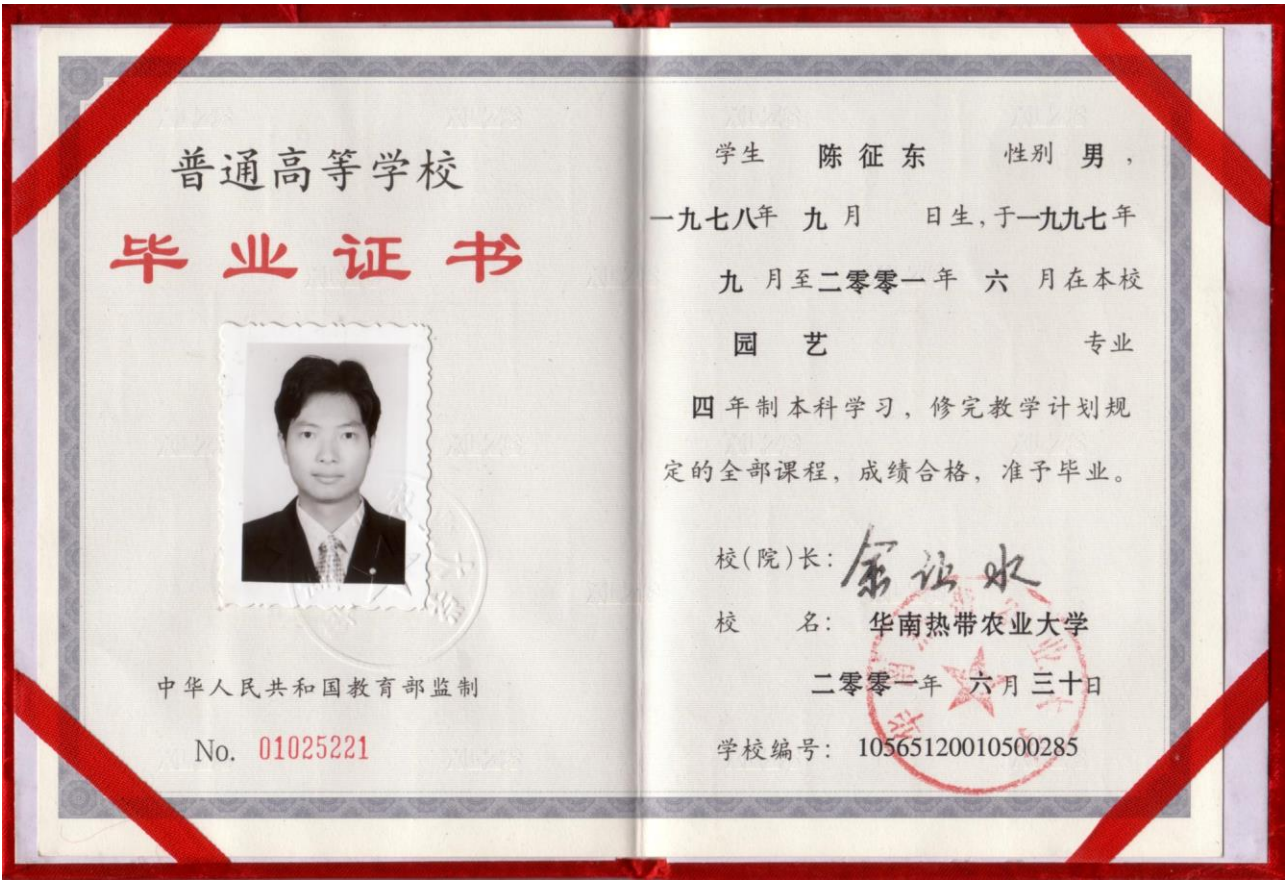 普通高等学校
毕业证书
中华人民共和国教育部监制
No. 01025221
学生 陈征东 性别 男，
一九七八年 九月 日生，于一九九七年
九 月至二零零一年 六 月在本校
园 艺 专业
四年制本科学习，修完教学计划规
定的全部课程，成绩合格，准予毕业。
校(院)长：余让水
校 名：华南热带农业大学
二零零一年 六月三十日
学校编号：10565120010500285